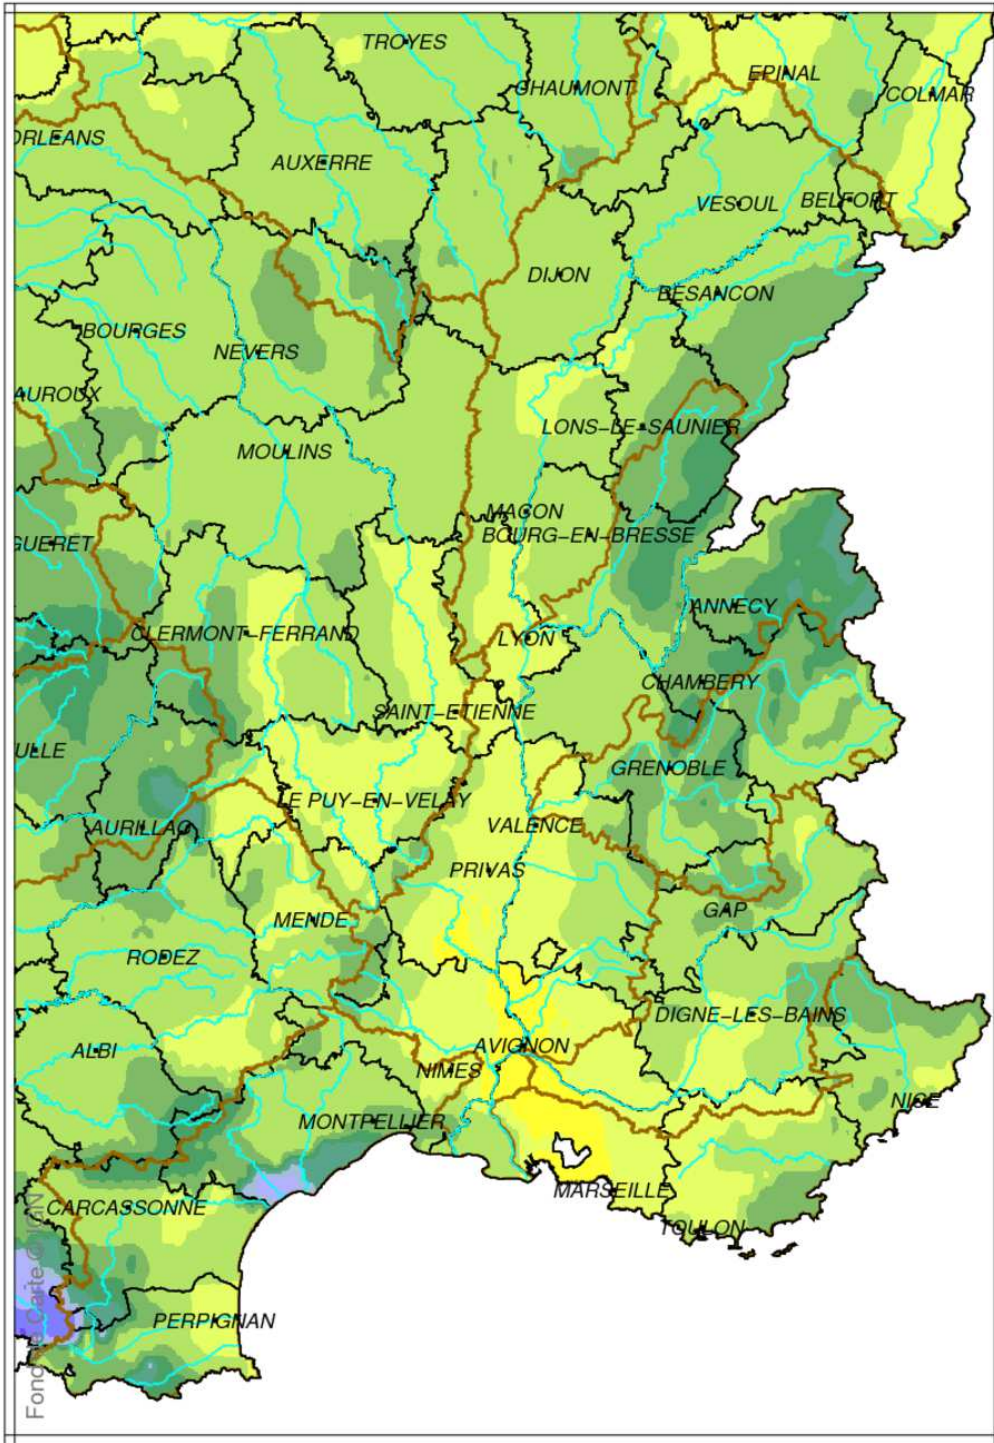 TROYES
EPINAL
CHAUMONT
COLMAR
ORLEANS
AUXERRE
VESOUL
BELFORT
DIJON
BESANCON
BOURGES
NEVERS
AUROUX
LONS-LE-SAUNIER
MOULINS
MACON
BOURG-EN-BRESSE
GUERET
ANNECY
CLERMONT-FERRAND
LYON
CHAMBERY
SAINT-ETIENNE
ULLE
GRENOBLE
LE PUY-EN-VELAY
VALENCE
AURILLAC
PRIVAS
GAP
MENDE
RODEZ
DIGNE-LES-BAINS
AVIGNON
ALBI
NIMES
NICE
MONTPELLIER
MARSEILLE
CARCASSONNE
TOULON
PERPIGNAN
Fond de Carte © IGN